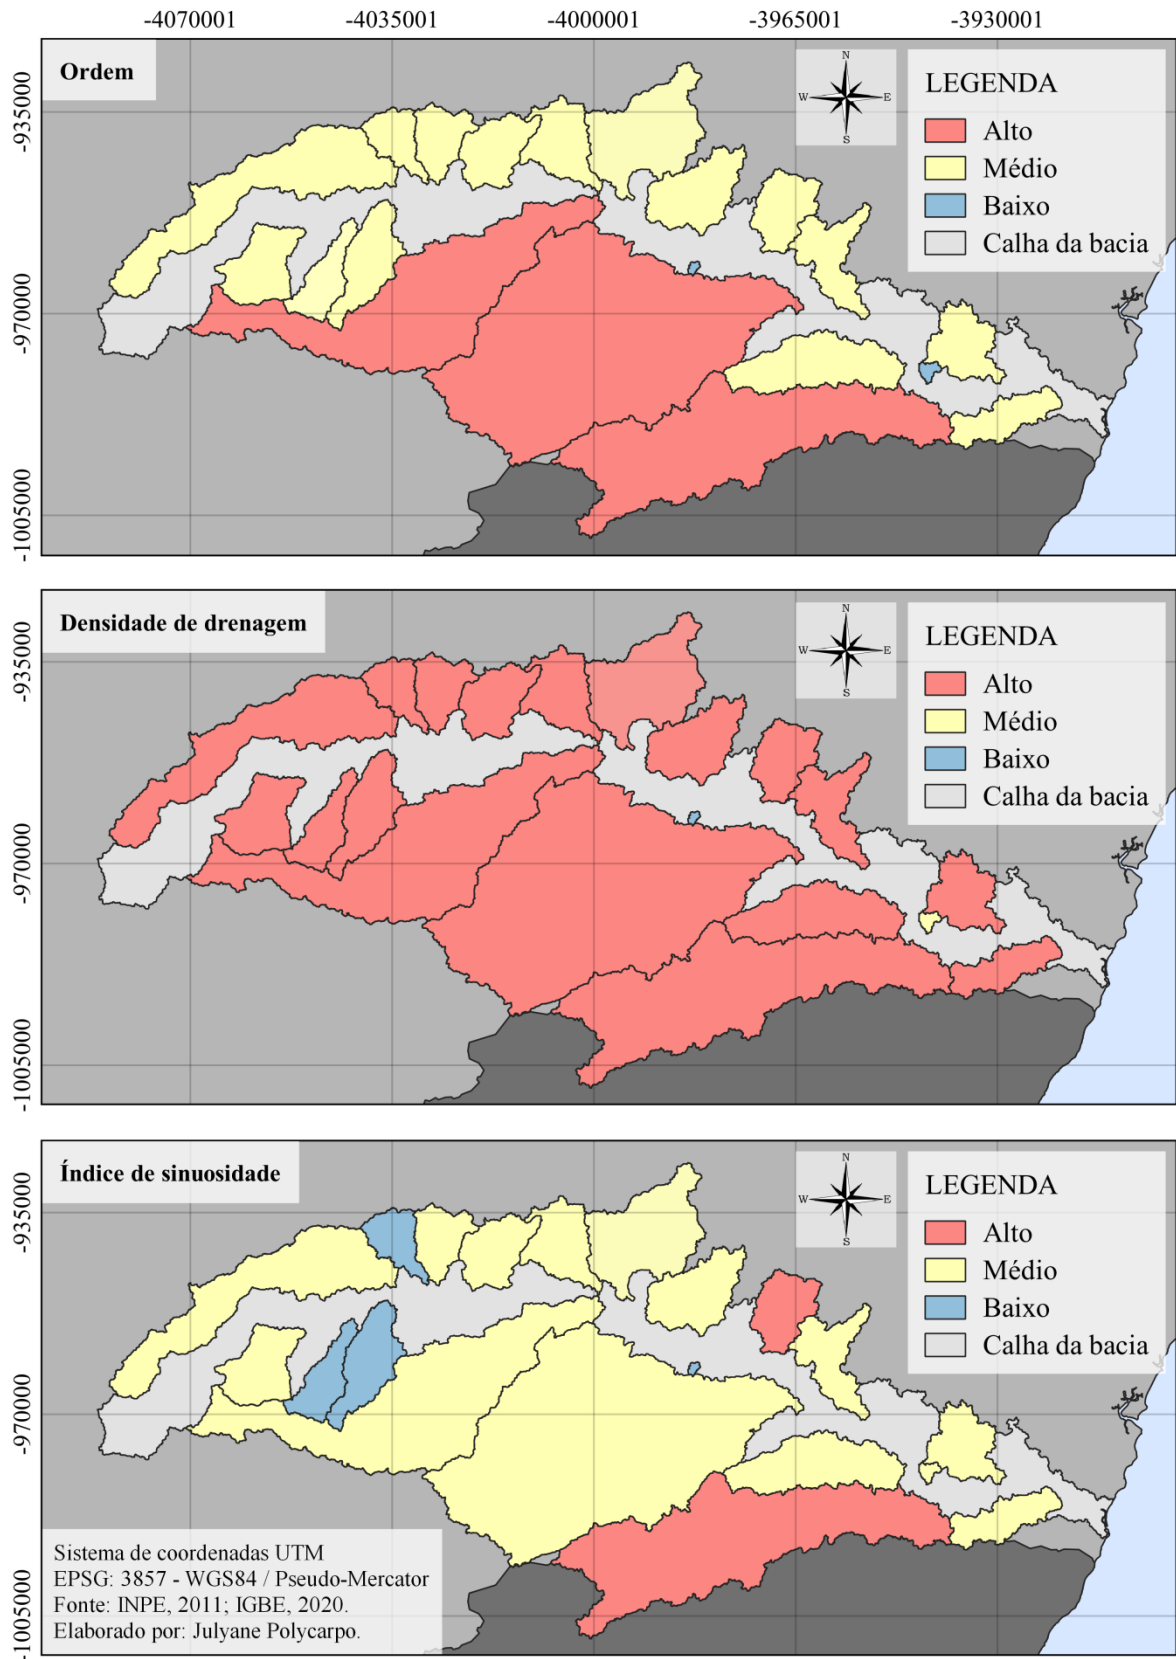 -4070001 -4035001 -4000001 -3965001 -3930001
Ordem
N
W E
S
LEGENDA
Alto
Médio
Baixo
Calha da bacia
-935000
-970000
-1005000
Densidade de drenagem
N
W E
S
LEGENDA
Alto
Médio
Baixo
Calha da bacia
-935000
-970000
-1005000
Índice de sinuosidade
N
W E
S
LEGENDA
Alto
Médio
Baixo
Calha da bacia
-935000
-970000
-1005000
Sistema de coordenadas UTM
EPSG: 3857 - WGS84 / Pseudo-Mercator
Fonte: INPE, 2011; IGBE, 2020.
Elaborado por: Julyane Polycarpo.